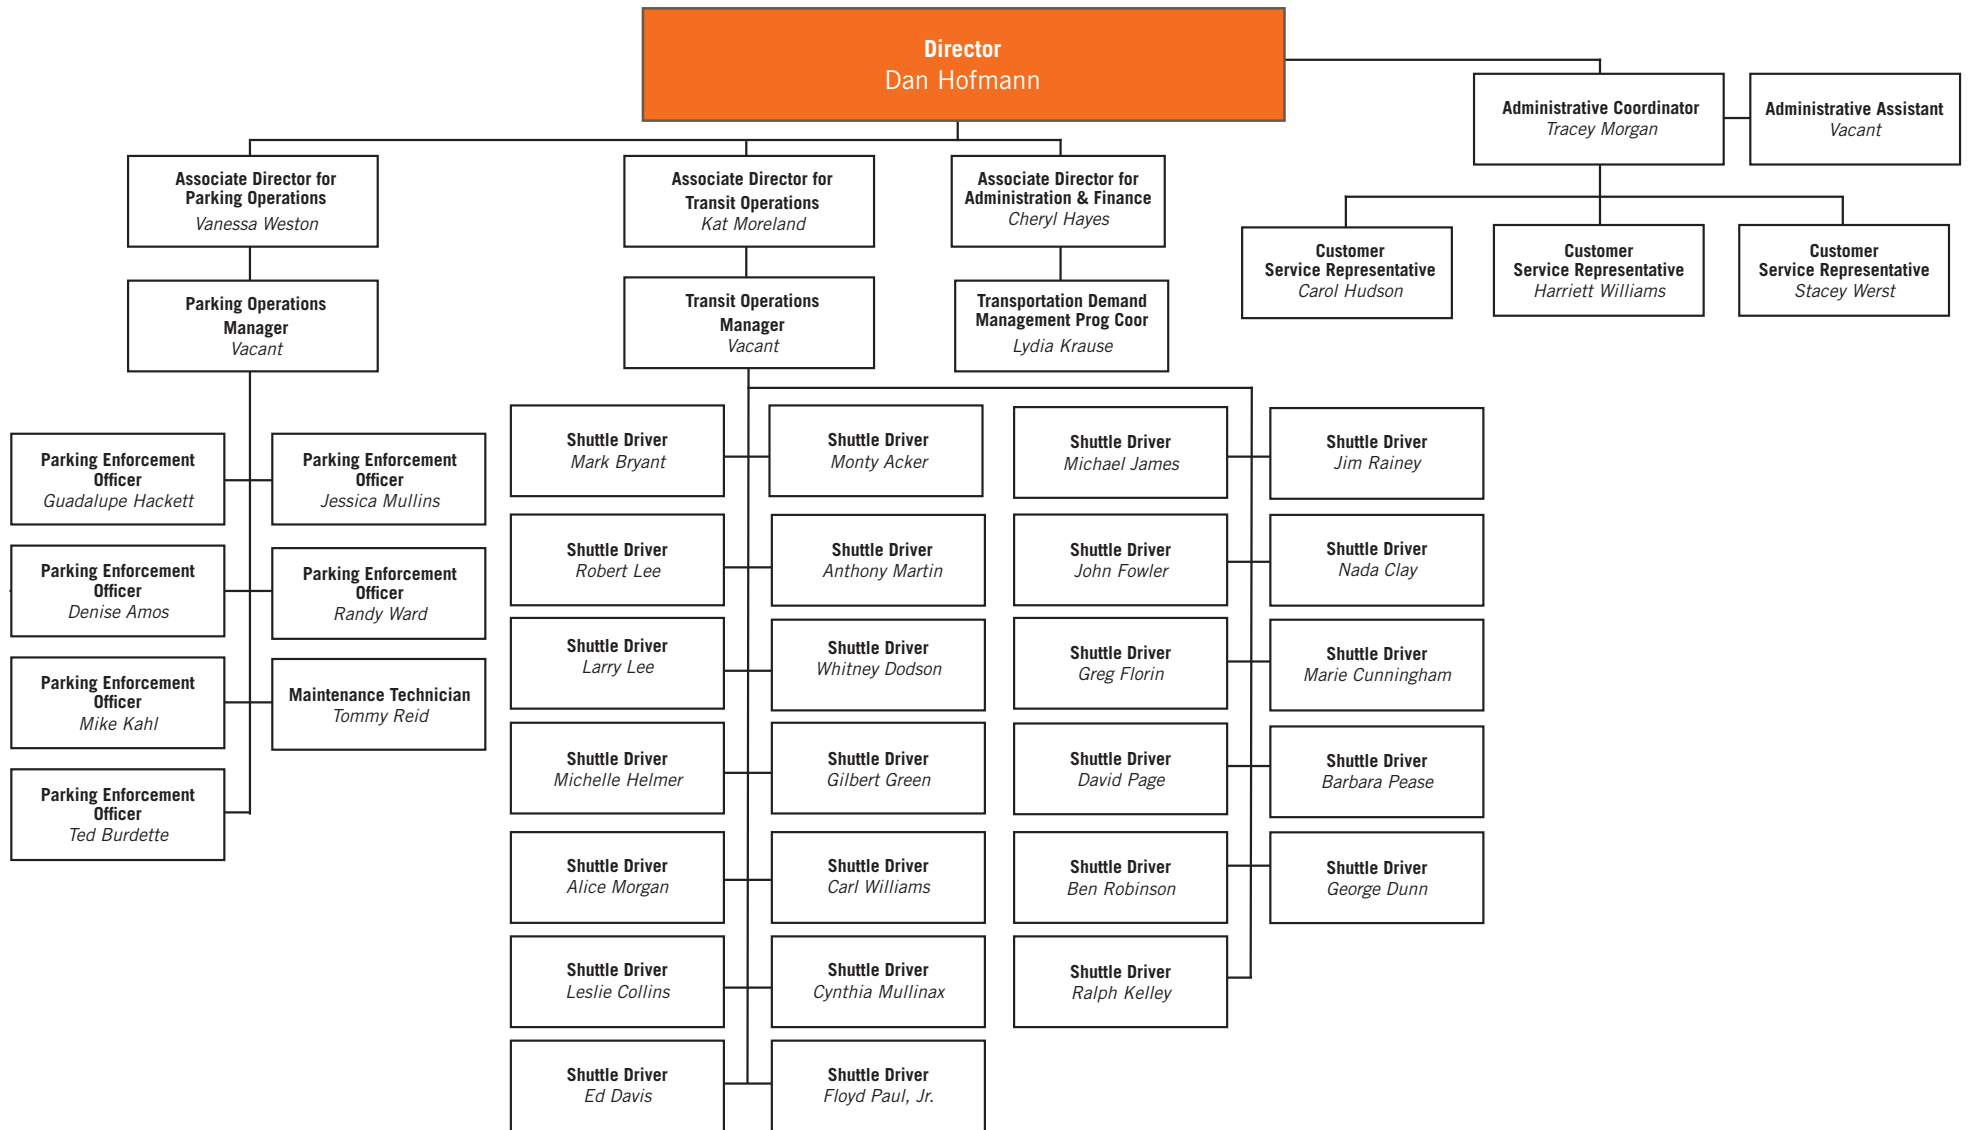 Director
Dan Hofmann
Administrative Coordinator
Tracey Morgan
Administrative Assistant
Vacant
Associate Director for
Parking Operations
Vanessa Weston
Associate Director for
Transit Operations
Kat Moreland
Associate Director for
Administration & Finance
Cheryl Hayes
Customer
Service Representative
Carol Hudson
Customer
Service Representative
Harriett Williams
Customer
Service Representative
Stacey Werst
Parking Operations
Manager
Vacant
Transit Operations
Manager
Vacant
Transportation Demand
Management Prog Coor
Lydia Krause
Parking Enforcement
Officer
Guadalupe Hackett
Parking Enforcement
Officer
Jessica Mullins
Parking Enforcement
Officer
Denise Amos
Parking Enforcement
Officer
Randy Ward
Parking Enforcement
Officer
Mike Kahl
Maintenance Technician
Tommy Reid
Parking Enforcement
Officer
Ted Burdette
Shuttle Driver
Mark Bryant
Shuttle Driver
Monty Acker
Shuttle Driver
Michael James
Shuttle Driver
Jim Rainey
Shuttle Driver
Robert Lee
Shuttle Driver
Anthony Martin
Shuttle Driver
John Fowler
Shuttle Driver
Nada Clay
Shuttle Driver
Larry Lee
Shuttle Driver
Whitney Dodson
Shuttle Driver
Greg Florin
Shuttle Driver
Marie Cunningham
Shuttle Driver
Michelle Helmer
Shuttle Driver
Gilbert Green
Shuttle Driver
David Page
Shuttle Driver
Barbara Pease
Shuttle Driver
Alice Morgan
Shuttle Driver
Carl Williams
Shuttle Driver
Ben Robinson
Shuttle Driver
George Dunn
Shuttle Driver
Leslie Collins
Shuttle Driver
Cynthia Mullinax
Shuttle Driver
Ralph Kelley
Shuttle Driver
Ed Davis
Shuttle Driver
Floyd Paul, Jr.